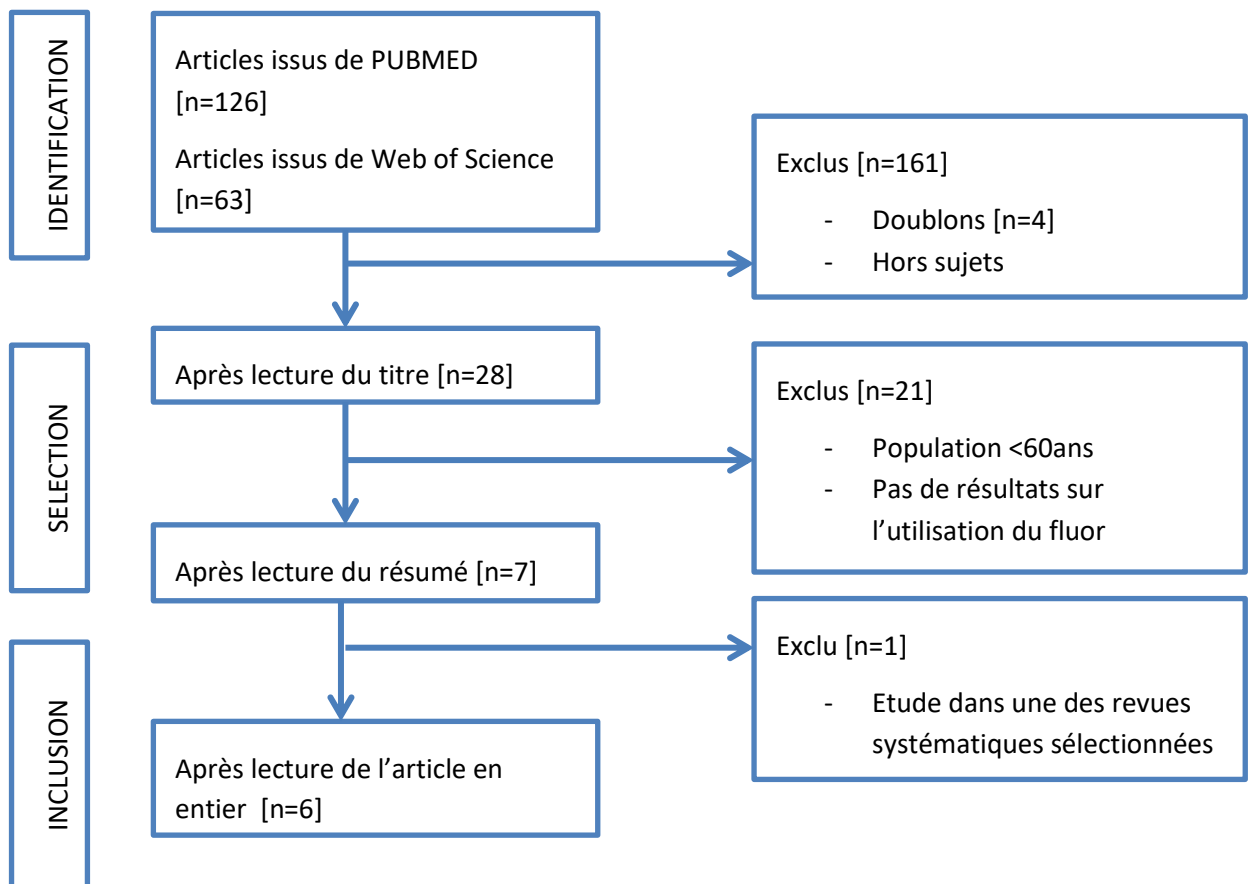 IDENTIFICATION
Articles issus de PUBMED
[n=126]
Articles issus de Web of Science
[n=63]
Exclus [n=161]
- Doublons [n=4]
- Hors sujets
SELECTION
Après lecture du titre [n=28]
Exclus [n=21]
- Population <60ans
- Pas de résultats sur
l’utilisation du fluor
Après lecture du résumé [n=7]
INCLUSION
Exclu [n=1]
- Etude dans une des revues
systématiques sélectionnées
Après lecture de l’article en
entier [n=6]